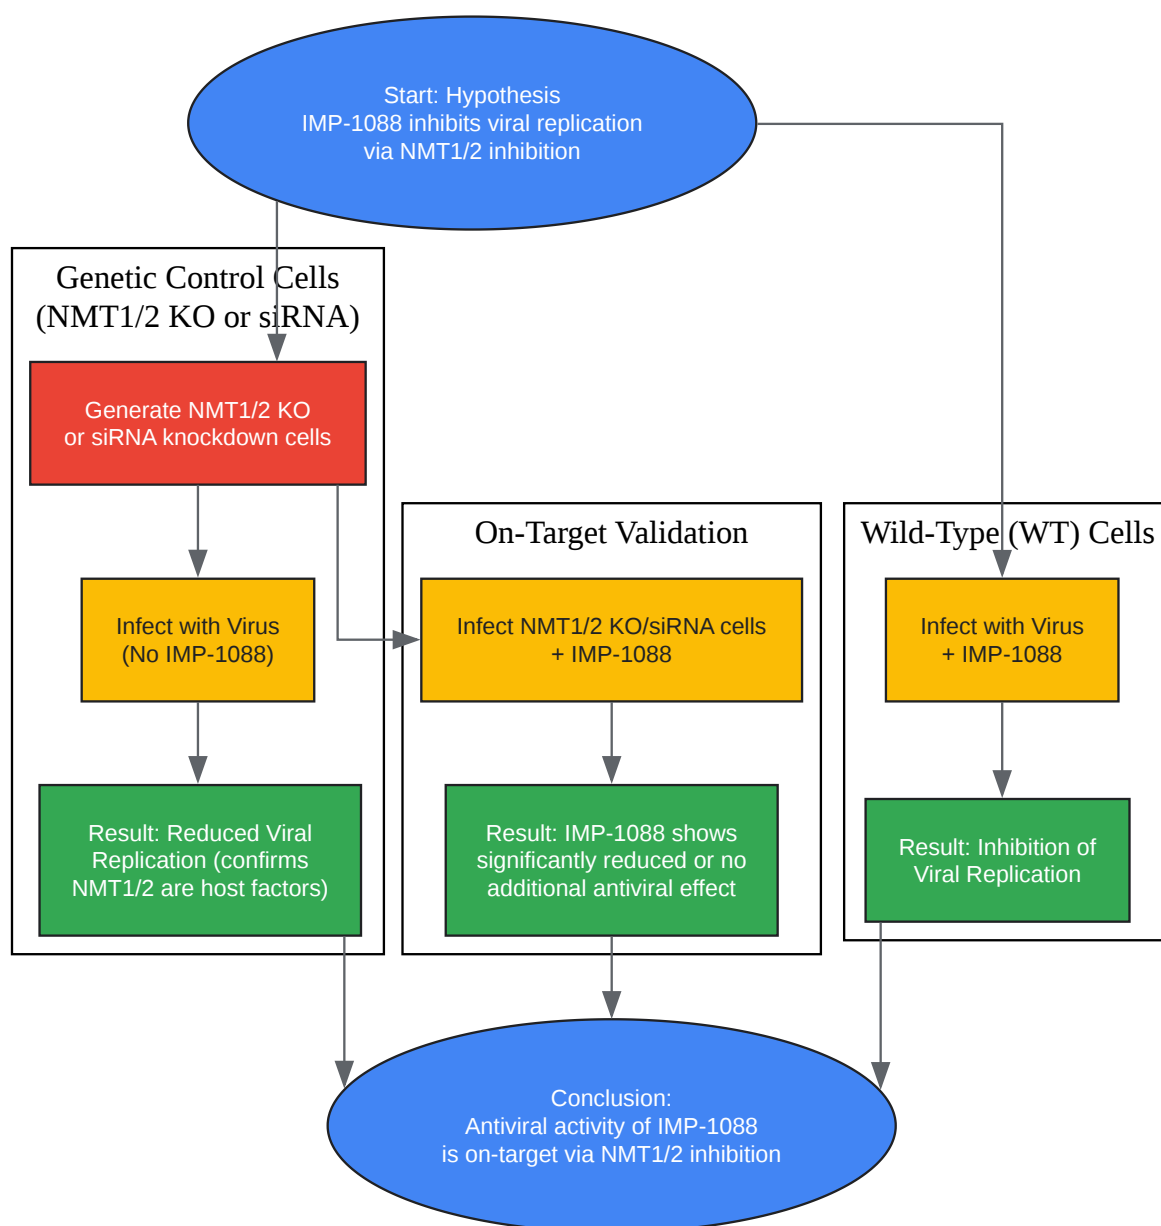 Start: Hypothesis
IMP-1088 inhibits viral replication
via NMT1/2 inhibition
Genetic Control Cells
(NMT1/2 KO or siRNA)
Generate NMT1/2 KO
or siRNA knockdown cells
Infect with Virus
(No IMP-1088)
Result: Reduced Viral
Replication (confirms
NMT1/2 are host factors)
On-Target Validation
Infect NMT1/2 KO/siRNA cells
+ IMP-1088
Result: IMP-1088 shows
significantly reduced or no
additional antiviral effect
Wild-Type (WT) Cells
Infect with Virus
+ IMP-1088
Result: Inhibition of
Viral Replication
Conclusion:
Antiviral activity of IMP-1088
is on-target via NMT1/2 inhibition